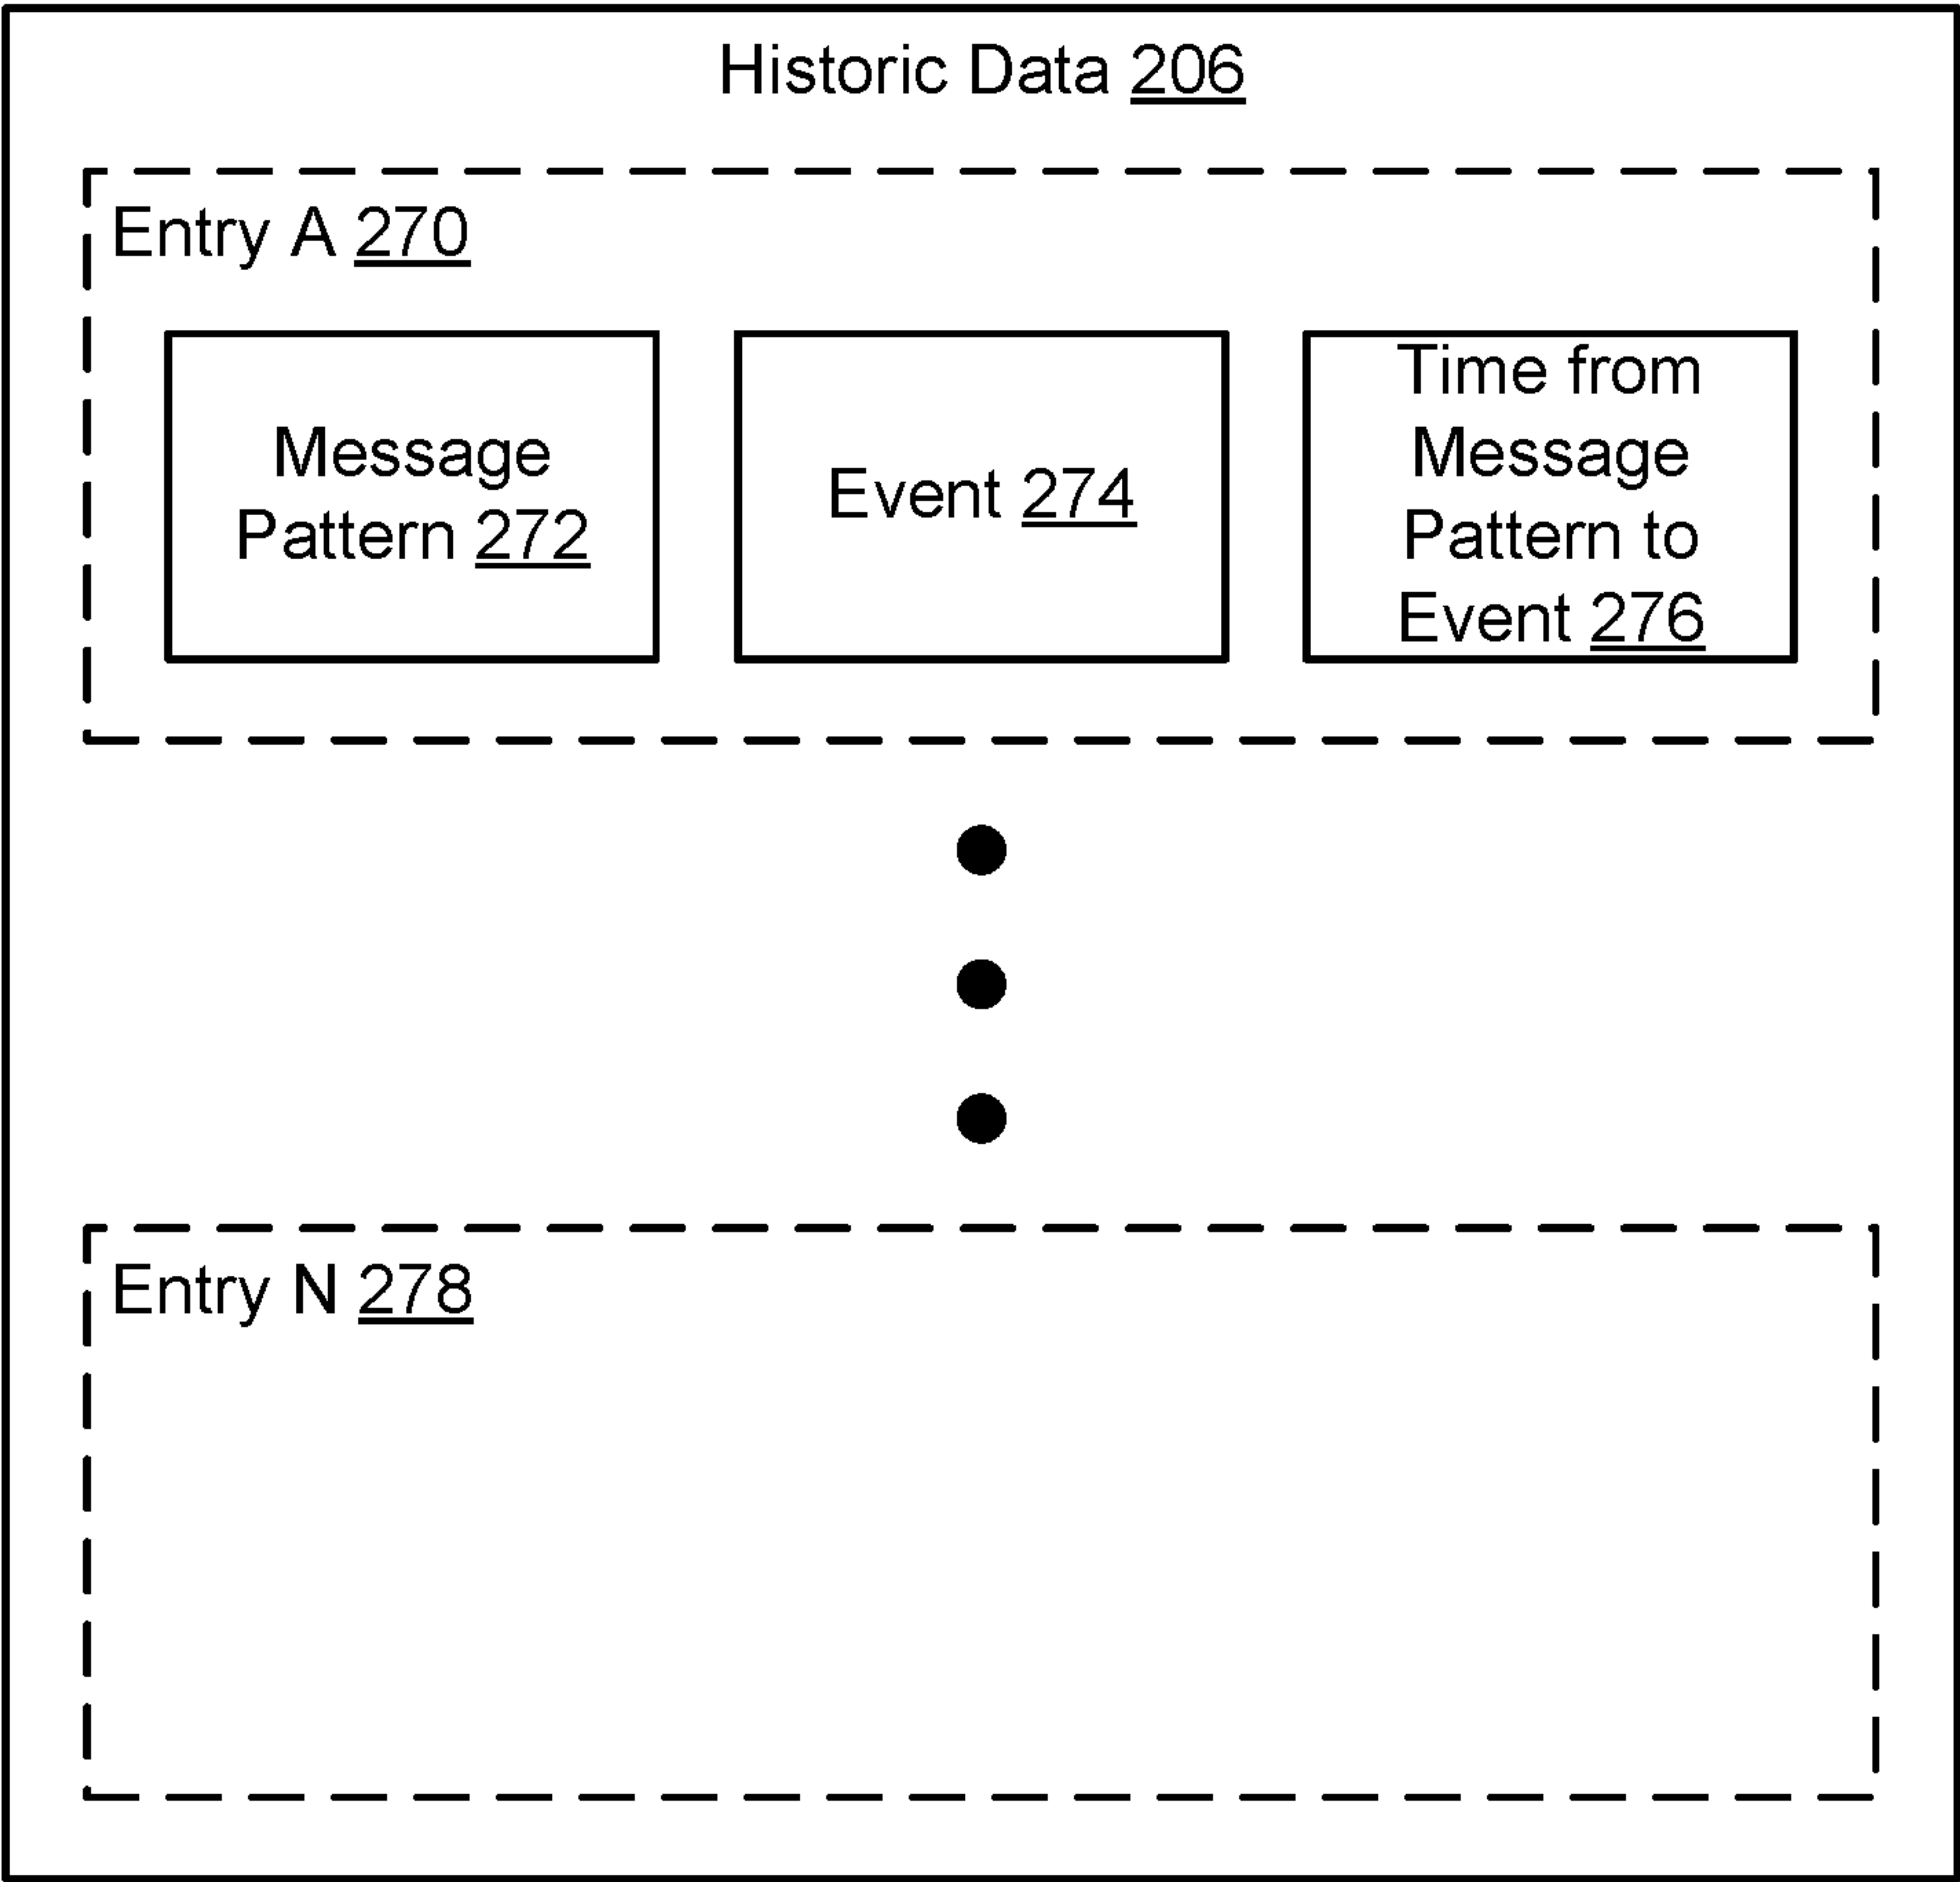 Historic Data 206
Entry A 270
Message
Pattern 272
Event 274
Time from
Message
Pattern to
Event 276
Entry N 278